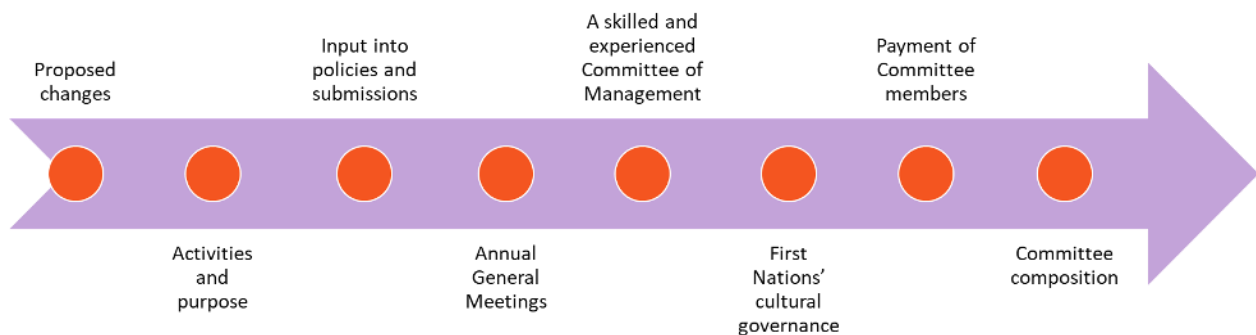 Proposed
changes
Activities
and
purpose
Input into
policies and
submissions
Annual
General
Meetings
A skilled and
experienced
Committee of
Management
First
Nations’
cultural
governance
Payment of
Committee
members
Committee
composition